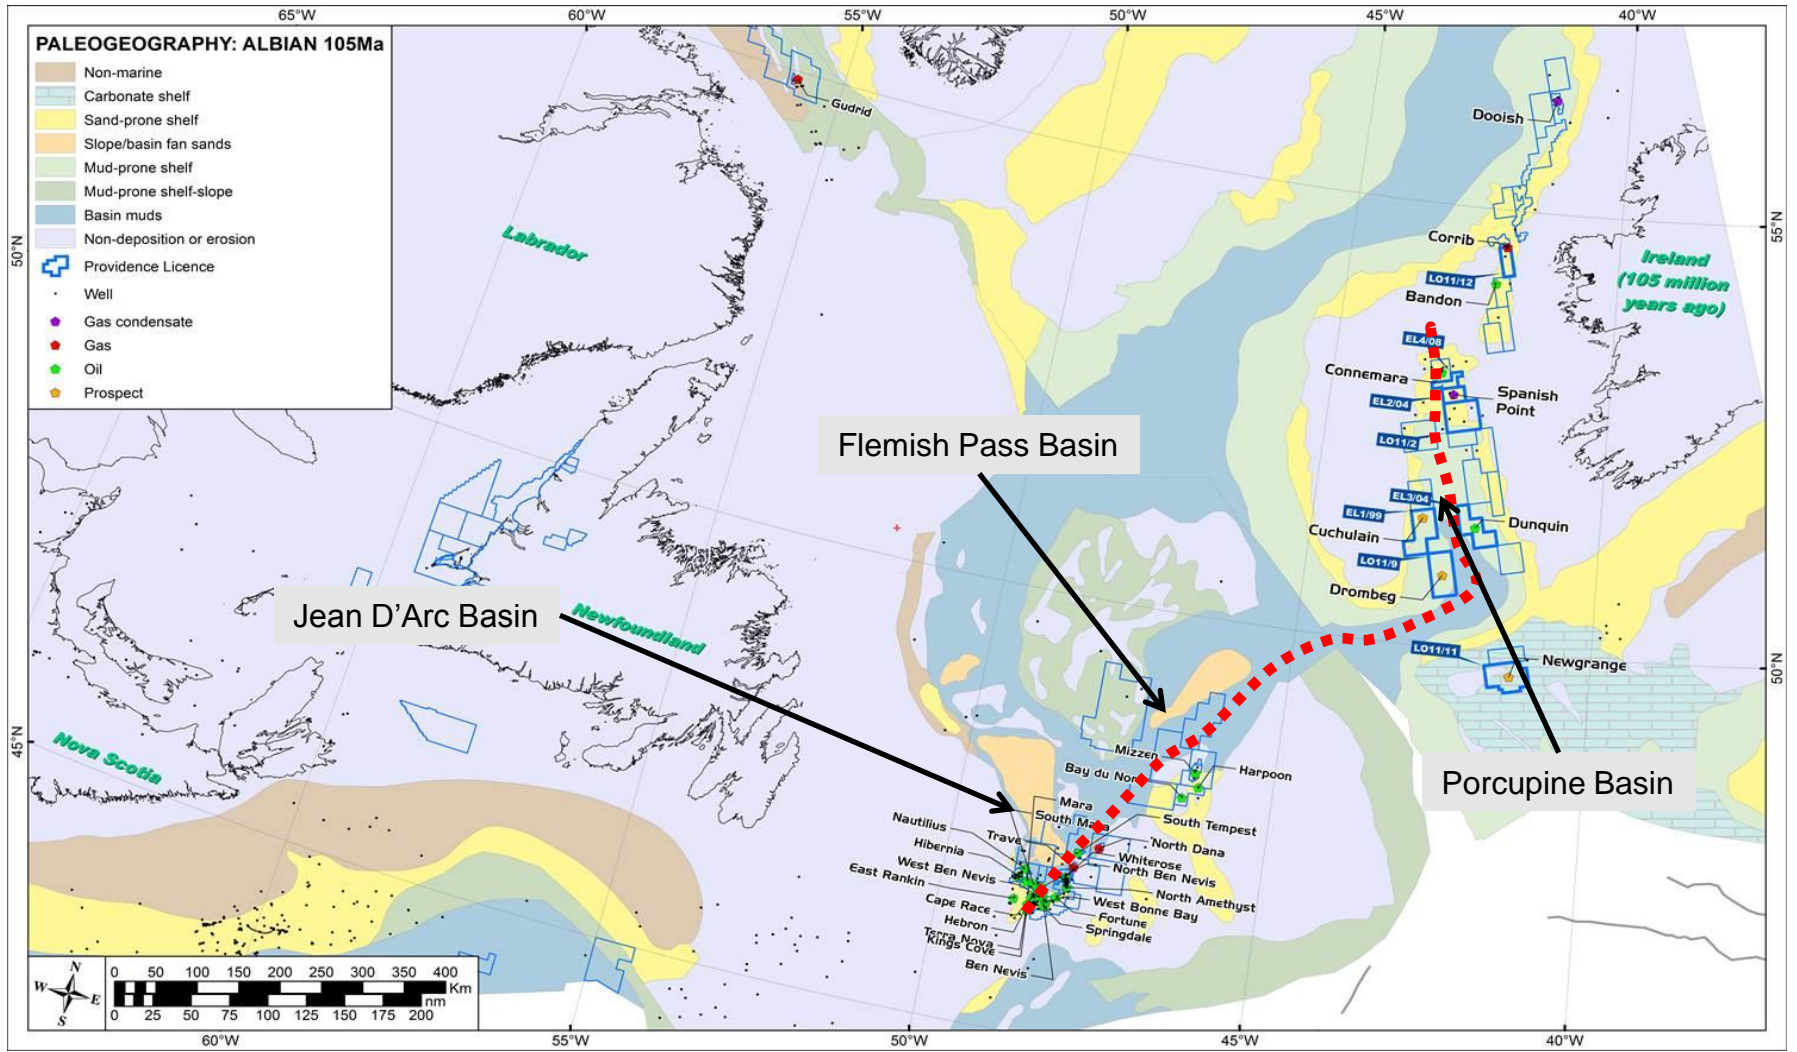 65°W
60°W
55°W
50°W
45°W
40°W
PALEOGEOGRAPHY: ALBIAN 105Ma
Non-marine
Carbonate shelf
Sand-prone shelf
Slope/basin fan sands
Mud-prone shelf
Mud-prone shelf-slope
Basin muds
Non-deposition or erosion
Providence Licence
Well
Gas condensate
Gas
Oil
Prospect
50°N
45°N
55°N
50°N
Gudrid
Labrador
Dooish
Corrib
LO11/12
Bandon
Ireland
(105 million
years ago)
EL4/08
Connemara
Spanish
Point
EL2/04
LO11/2
EL3/04
EL1/99
Cuchulain
Dunquin
LO11/9
Drombeg
LO11/11
Newgrange
Flemish Pass Basin
Jean D'Arc Basin
Porcupine Basin
Newfoundland
Nova Scotia
Mizzen
Bay du Nor
Harpoon
Mara
South Mara
South Tempest
Nautilius
Trave
North Dana
Hibernia
Whiterose
West Ben Nevis
North Ben Nevis
East Rankin
North Amethyst
Cape Race
West Bonne Bay
Hebron
Fortune
Terra Nova
Springdale
Kings Cove
Ben Nevis
N
W
E
S
0 50 100 150 200 250 300 350 400
Km
nm
0 25 50 75 100 125 150 175 200
60°W
55°W
50°W
45°W
40°W